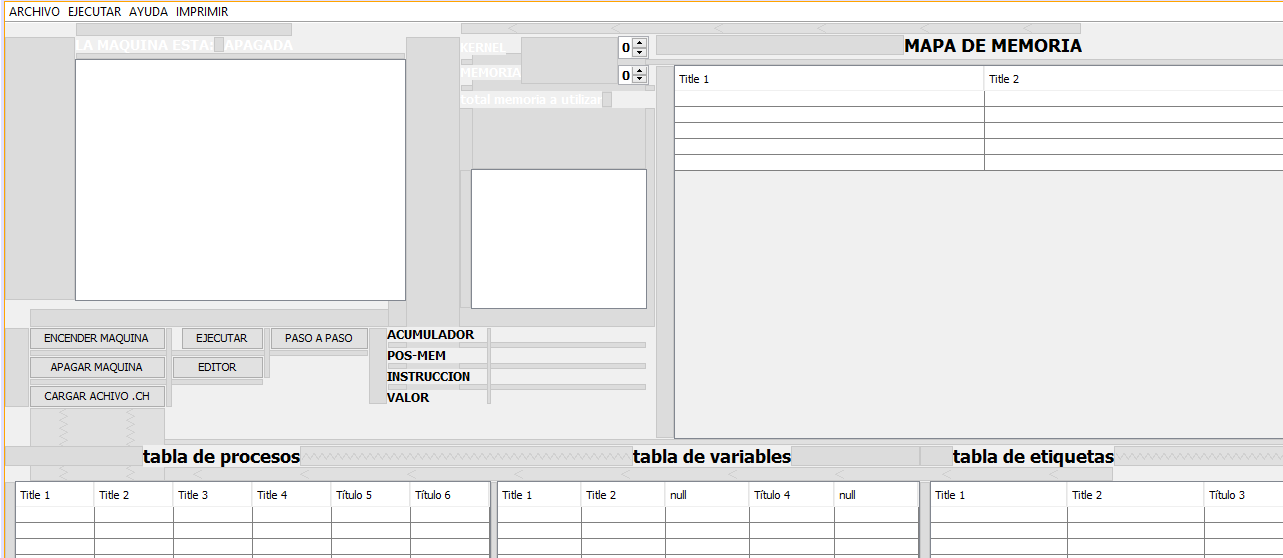 ARCHIVO EJECUTAR AYUDA IMPRIMIR
LA MAQUINA ESTA: APAGADA
KERNEL 0
MEMORIA 0
total memoria a utilizar
MAPA DE MEMORIA
Title 1 Title 2
ENCENDER MAQUINA EJECUTAR PASO A PASO
APAGAR MAQUINA EDITOR
CARGAR ACHIVO .CH
ACUMULADOR
POS-MEM
INSTRUCCION
VALOR
tabla de procesos
Title 1 Title 2 Title 3 Title 4 Título 5 Título 6
tabla de variables
Title 1 Title 2 null Título 4 null
tabla de etiquetas
Title 1 Title 2 Título 3